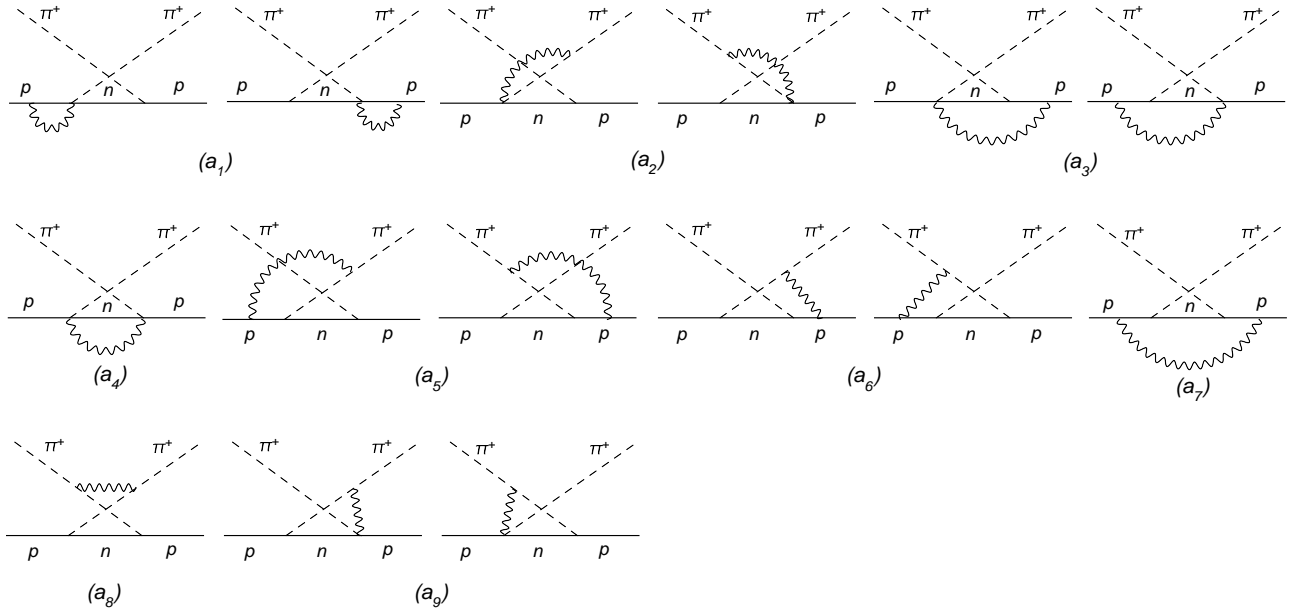 π+ π+ π+ π+ π+ π+ π+ π+ π+ π+ π+ π+
p n p n p p n p n
p n p p n p
(a1) (a2) (a3)
π+ π+ π+ π+ π+ π+ π+ π+ π+ π+ π+ π+
p n p p n p
p n p p n p p n p p n p
(a4) (a5) (a6) (a7)
π+ π+ π+ π+ π+ π+
p n p p n p p n p
(a8) (a9)